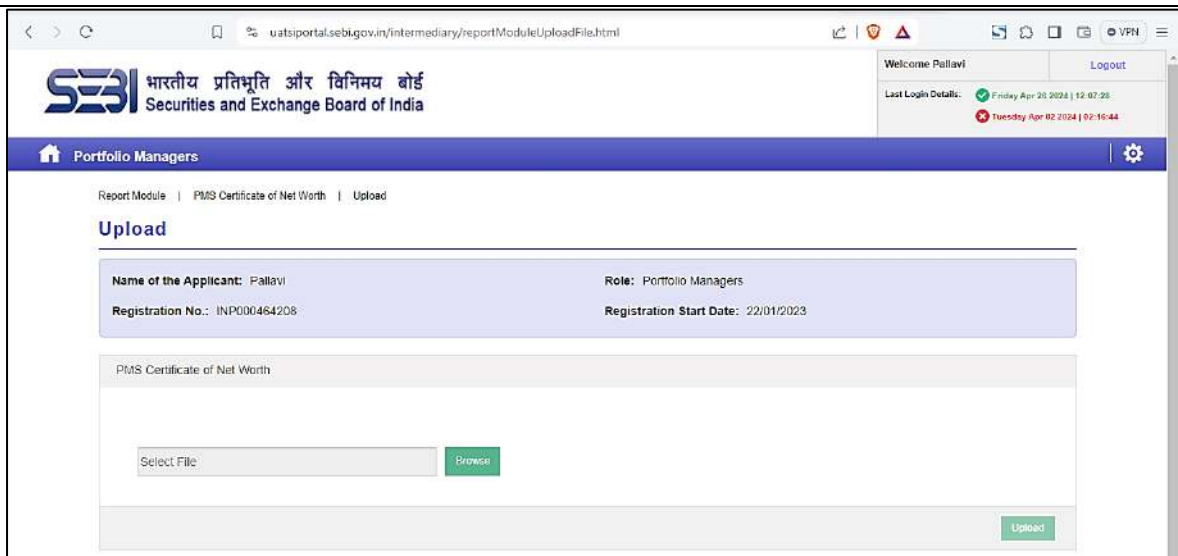 uatsiportal.sebi.gov.in/intermediary/reportModuleUploadFile.html
VPN
SEBI
भारतीय प्रतिभूति और विनिमय बोर्ड
Securities and Exchange Board of India
Welcome Pallavi
Logout
Last Login Details:
Friday Apr 26 2024 | 12:07:28
Tuesday Apr 02 2024 | 02:16:44
Portfolio Managers
Report Module | PMS Certificate of Net Worth | Upload
Upload
Name of the Applicant: Pallavi
Role: Portfolio Managers
Registration No.: INP000464208
Registration Start Date: 22/01/2023
PMS Certificate of Net Worth
Select File
Browse
Upload